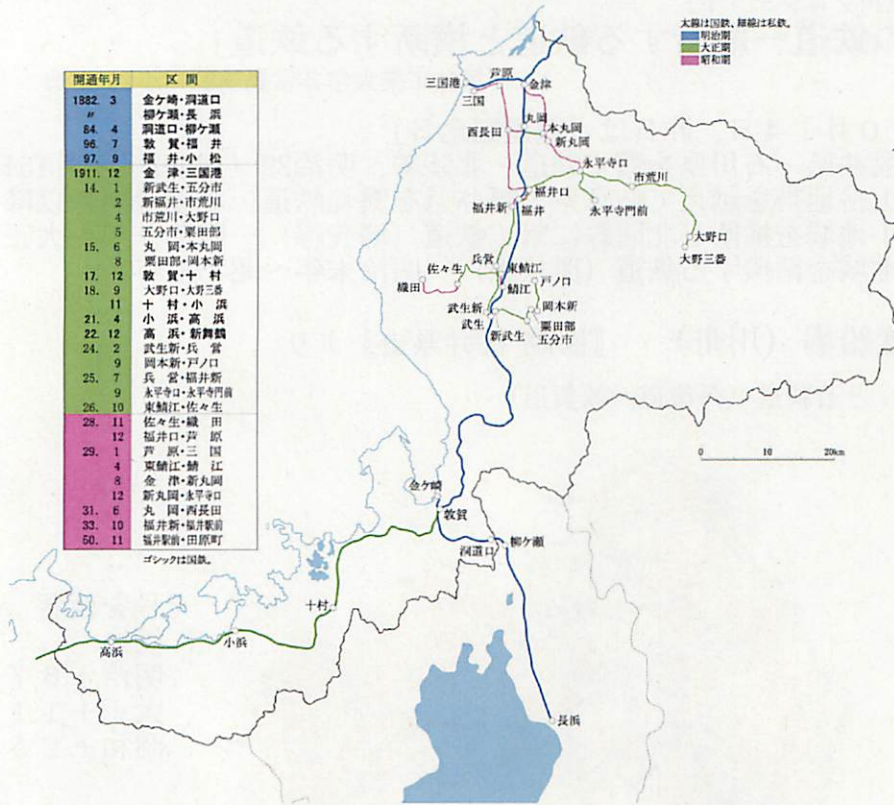 太線は国鉄、細線は私鉄。
明治期
大正期
昭和期
開通年月 区間
1882. 3 金ケ崎・洞道口
〃 柳ケ瀬・長浜
84. 4 洞道口・柳ケ瀬
96. 7 敦賀・福井
97. 9 福井・小松
1911. 12 金津・三国港
14. 1 新武生・五分市
2 新福井・市荒川
4 市荒川・大野口
5 五分市・粟田部
15. 6 丸岡・本丸岡
8 粟田部・岡本新
17. 12 敦賀・十村
18. 9 大野口・大野三番
11 十村・小浜
21. 4 小浜・高浜
22. 12 高浜・新舞鶴
24. 2 武生新・兵営
9 岡本新・戸ノ口
25. 7 兵営・福井新
9 永平寺口・永平寺門前
26. 10 東鯖江・佐々生
28. 11 佐々生・織田
12 福井口・芦原
29. 1 芦原・三国
4 東鯖江・鯖江
8 金津・新丸岡
12 新丸岡・永平寺口
31. 6 丸岡・西長田
33. 10 福井新・福井駅前
50. 11 福井駅前・田原町
ゴシックは国鉄。
三国港
芦原
金津
三国
丸岡
西長田
本丸岡
新丸岡
永平寺口
市荒川
福井口
福井新
福井
永平寺門前
大野口
大野三番
兵営
東鯖江
佐々生
戸ノ口
織田
鯖江
武生新
岡本新
武生
新武生
粟田部
五分市
0 10 20km
金ケ崎
敦賀
柳ケ瀬
洞道口
十村
小浜
高浜
長浜